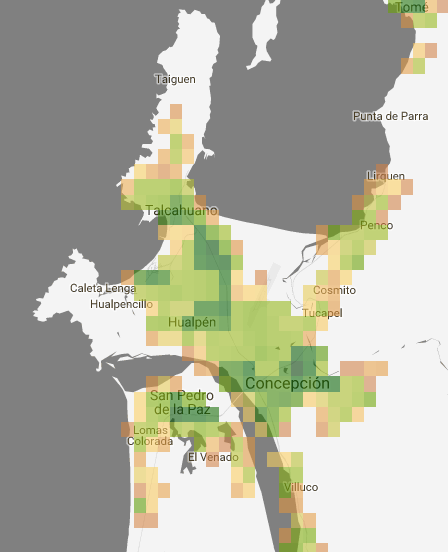 Tomé
Taiguen
Punta de Parra
Lirquen
Talcahuano
Penco
Caleta Lenga
Cosmito
Hualpencillo
Tucapel
Hualpén
Concepción
San Pedro
de la Paz
Lomas
Colorada
El Venado
Villuco